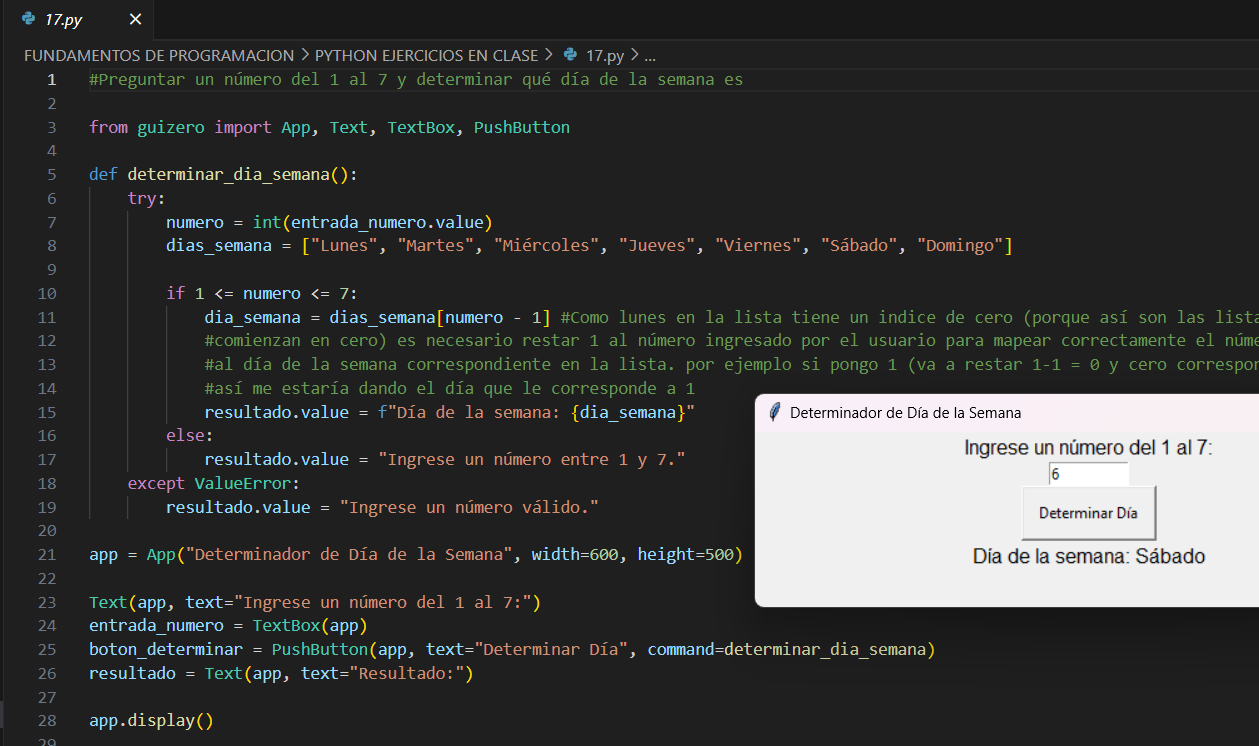 17.py
FUNDAMENTOS DE PROGRAMACION > PYTHON EJERCICIOS EN CLASE > 17.py > ...
1 #Preguntar un número del 1 al 7 y determinar qué día de la semana es
2
3 from guizero import App, Text, TextBox, PushButton
4
5 def determinar_dia_semana():
6 try:
7 numero = int(entrada_numero.value)
8 dias_semana = ["Lunes", "Martes", "Miércoles", "Jueves", "Viernes", "Sábado", "Domingo"]
9
10 if 1 <= numero <= 7:
11 dia_semana = dias_semana[numero - 1] #Como lunes en la lista tiene un indice de cero (porque así son las lista
12 #comienzan en cero) es necesario restar 1 al número ingresado por el usuario para mapear correctamente el núme
13 #al día de la semana correspondiente en la lista. por ejemplo si pongo 1 (va a restar 1-1 = 0 y cero correspon
14 #así me estaría dando el día que le corresponde a 1
15 resultado.value = f"Día de la semana: {dia_semana}"
16 else:
17 resultado.value = "Ingrese un número entre 1 y 7."
18 except ValueError:
19 resultado.value = "Ingrese un número válido."
20
21 app = App("Determinador de Día de la Semana", width=600, height=500)
22
23 Text(app, text="Ingrese un número del 1 al 7:")
24 entrada_numero = TextBox(app)
25 boton_determinar = PushButton(app, text="Determinar Día", command=determinar_dia_semana)
26 resultado = Text(app, text="Resultado:")
27
28 app.display()
29
Determinador de Día de la Semana
Ingrese un número del 1 al 7:
6
Determinar Día
Día de la semana: Sábado